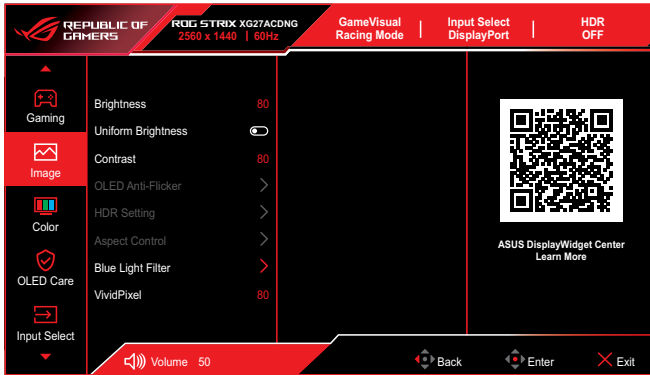 REPUBLIC OF
GAMERS
ROG STRIX XG27ACDNG
2560 x 1440 | 60Hz
GameVisual
Racing Mode
Input Select
DisplayPort
HDR
OFF
Gaming
Image
Color
OLED Care
Input Select
Brightness 80
Uniform Brightness
Contrast 80
OLED Anti-Flicker
HDR Setting
Aspect Control
Blue Light Filter
VividPixel 80
ASUS DisplayWidget Center
Learn More
Volume 50
Back
Enter
Exit